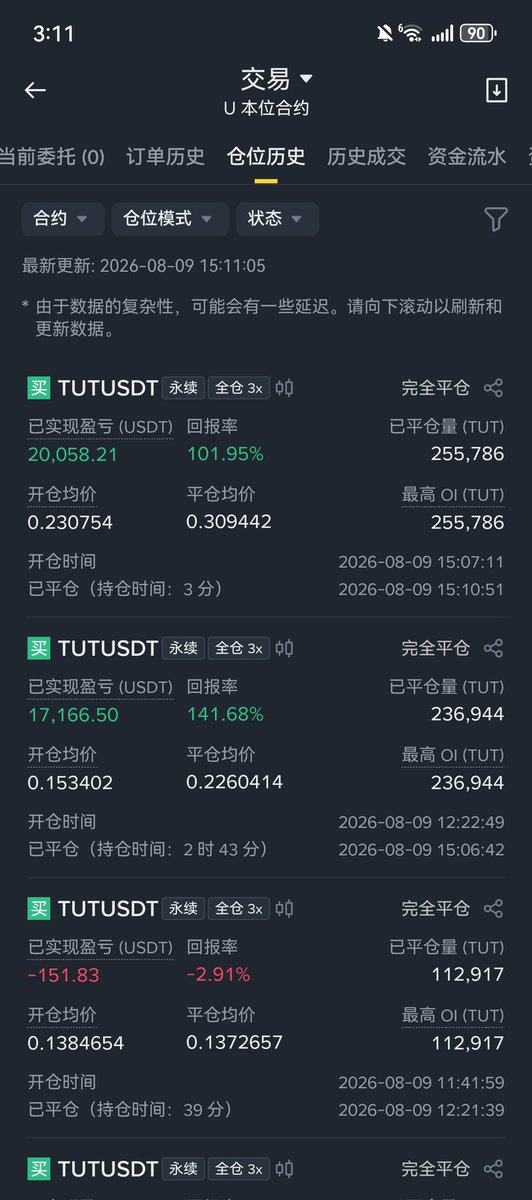 3:11
6
90
交易
U 本位合约
当前委托 (0) 订单历史 仓位历史 历史成交 资金流水
合约 仓位模式 状态
最新更新: 2026-08-09 15:11:05
* 由于数据的复杂性，可能会有一些延迟。请向下滚动以刷新和
更新数据。
买 TUTUSDT 永续 全仓 3x 完全平仓
已实现盈亏 (USDT) 回报率 已平仓量 (TUT)
20,058.21 101.95% 255,786
开仓均价 平仓均价 最高 OI (TUT)
0.230754 0.309442 255,786
开仓时间 2026-08-09 15:07:11
已平仓（持仓时间：3 分） 2026-08-09 15:10:51
买 TUTUSDT 永续 全仓 3x 完全平仓
已实现盈亏 (USDT) 回报率 已平仓量 (TUT)
17,166.50 141.68% 236,944
开仓均价 平仓均价 最高 OI (TUT)
0.153402 0.2260414 236,944
开仓时间 2026-08-09 12:22:49
已平仓（持仓时间：2 时 43 分） 2026-08-09 15:06:42
买 TUTUSDT 永续 全仓 3x 完全平仓
已实现盈亏 (USDT) 回报率 已平仓量 (TUT)
-151.83 -2.91% 112,917
开仓均价 平仓均价 最高 OI (TUT)
0.1384654 0.1372657 112,917
开仓时间 2026-08-09 11:41:59
已平仓（持仓时间：39 分） 2026-08-09 12:21:39
买 TUTUSDT 永续 全仓 3x 完全平仓